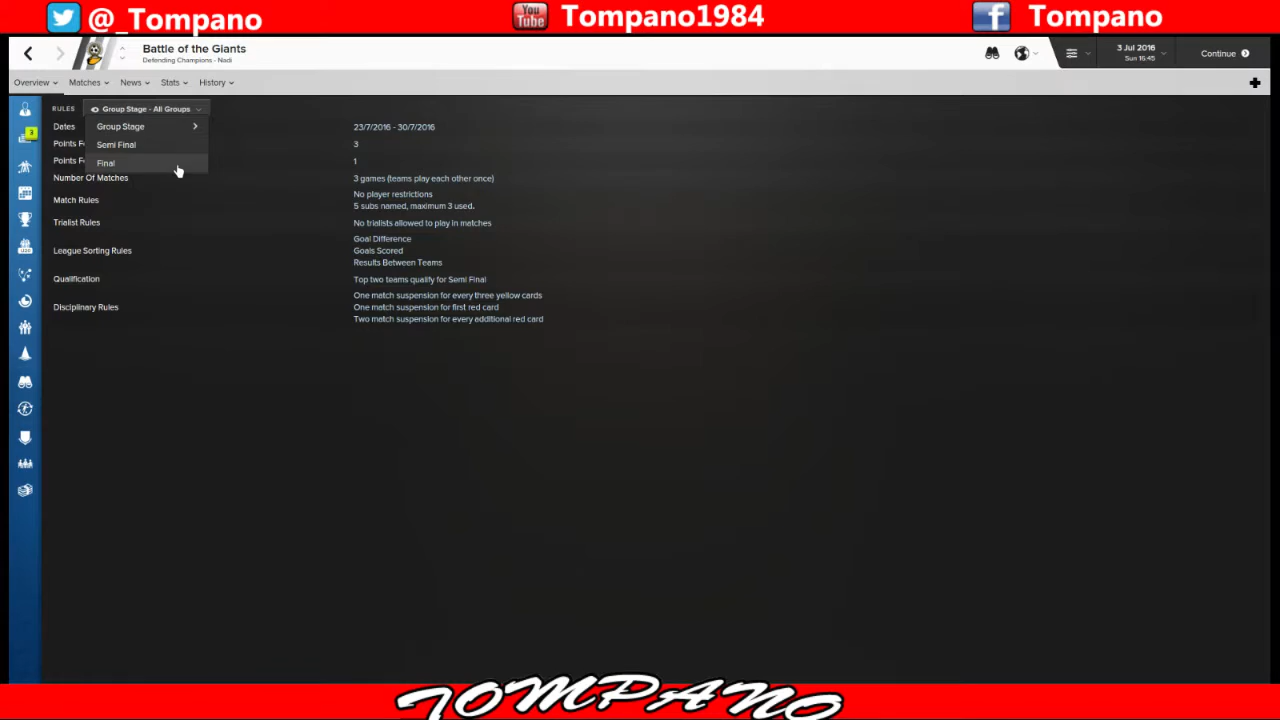 @_Tompano
You Tube Tompano1984
f Tompano
Battle of the Giants
Defending Champions - Nadi
3 Jul 2016
Sun 16:45
Continue
Overview
Matches
News
Stats
History
RULES
Group Stage - All Groups
Group Stage
Semi Final
Final
3
Dates 23/7/2016 - 30/7/2016
Points F 3
Points F 1
Number Of Matches 3 games (teams play each other once)
Match Rules No player restrictions
5 subs named, maximum 3 used.
Trialist Rules No trialists allowed to play in matches
League Sorting Rules Goal Difference
Goals Scored
Results Between Teams
Qualification Top two teams qualify for Semi Final
Disciplinary Rules One match suspension for every three yellow cards
One match suspension for first red card
Two match suspension for every additional red card
TOMPANO